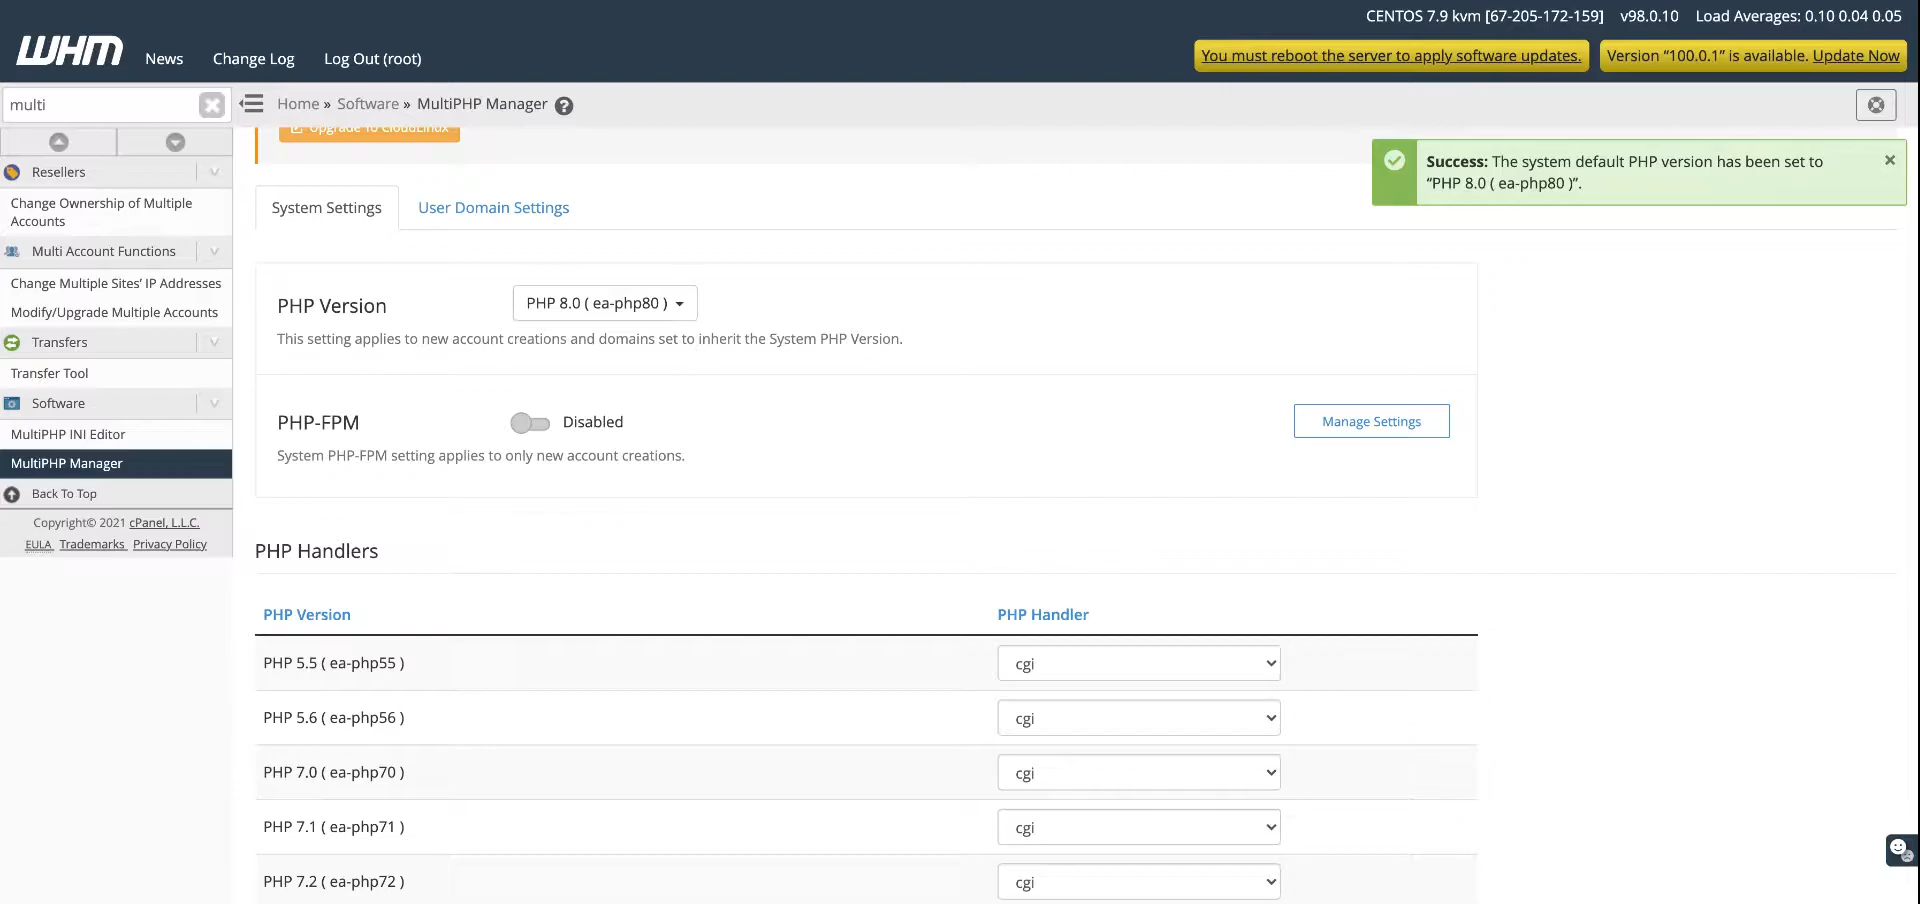 CENTOS 7.9 kvm [67-205-172-159] v98.0.10 Load Averages: 0.10 0.04 0.05
WHM
News
Change Log
Log Out (root)
You must reboot the server to apply software updates.
Version “100.0.1” is available. Update Now
multi
Home » Software » MultiPHP Manager
Upgrade To CloudLinux
Success: The system default PHP version has been set to
“PHP 8.0 ( ea-php80 )”.
Resellers
Change Ownership of Multiple
Accounts
Multi Account Functions
Change Multiple Sites’ IP Addresses
Modify/Upgrade Multiple Accounts
Transfers
Transfer Tool
Software
MultiPHP INI Editor
MultiPHP Manager
Back To Top
Copyright© 2021 cPanel, L.L.C.
EULA Trademarks Privacy Policy
System Settings
User Domain Settings
PHP Version
PHP 8.0 ( ea-php80 )
This setting applies to new account creations and domains set to inherit the System PHP Version.
PHP-FPM
Disabled
Manage Settings
System PHP-FPM setting applies to only new account creations.
PHP Handlers
PHP Version PHP Handler
PHP 5.5 ( ea-php55 ) cgi
PHP 5.6 ( ea-php56 ) cgi
PHP 7.0 ( ea-php70 ) cgi
PHP 7.1 ( ea-php71 ) cgi
PHP 7.2 ( ea-php72 ) cgi